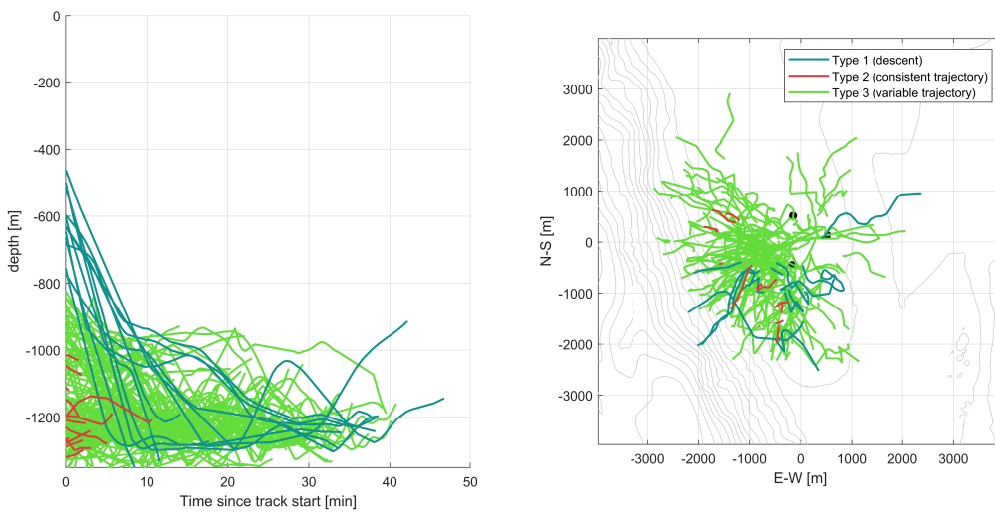 0
-200
-400
-600
-800
-1000
-1200
depth [m]
0 10 20 30 40 50
Time since track start [min]
Type 1 (descent)
Type 2 (consistent trajectory)
Type 3 (variable trajectory)
3000
2000
1000
0
-1000
-2000
-3000
N-S [m]
-3000 -2000 -1000 0 1000 2000 3000
E-W [m]